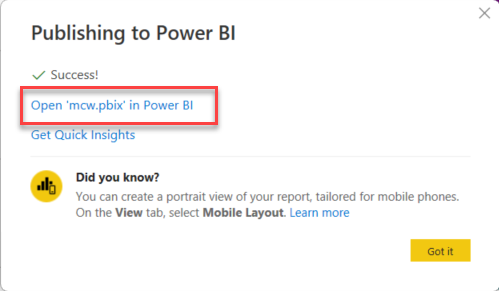 Publishing to Power BI
Success!
Open 'mcw.pbix' in Power BI
Get Quick Insights
Did you know?
You can create a portrait view of your report, tailored for mobile phones.
On the View tab, select Mobile Layout. Learn more
Got it